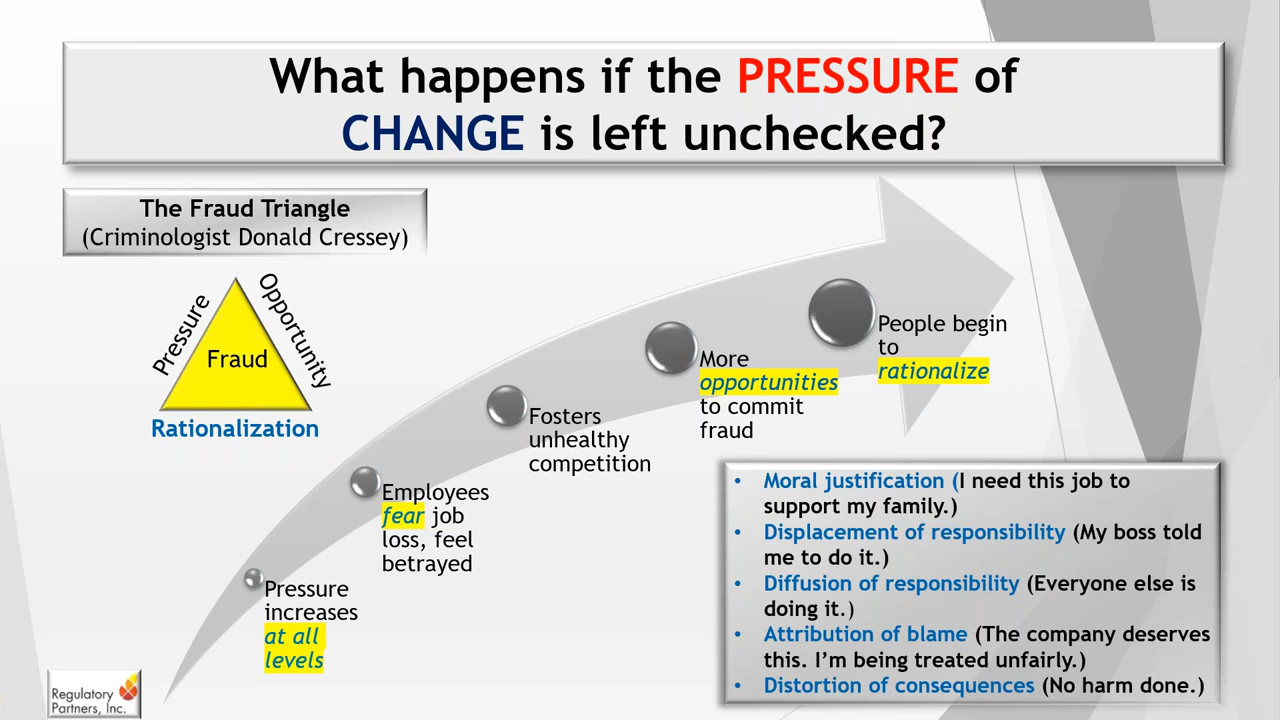 What happens if the PRESSURE of
CHANGE is left unchecked?
The Fraud Triangle
(Criminologist Donald Cressey)
Pressure
Opportunity
Fraud
Rationalization
Pressure
increases
at all
levels
Employees
fear job
loss, feel
betrayed
Fosters
unhealthy
competition
More
opportunities
to commit
fraud
People begin
to
rationalize
• Moral justification (I need this job to
support my family.)
• Displacement of responsibility (My boss told
me to do it.)
• Diffusion of responsibility (Everyone else is
doing it.)
• Attribution of blame (The company deserves
this. I’m being treated unfairly.)
• Distortion of consequences (No harm done.)
Regulatory
Partners, Inc.